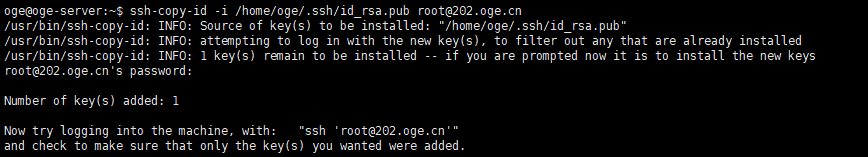 oge@oge-server:~$ ssh-copy-id -i /home/oge/.ssh/id_rsa.pub root@202.oge.cn
/usr/bin/ssh-copy-id: INFO: Source of key(s) to be installed: "/home/oge/.ssh/id_rsa.pub"
/usr/bin/ssh-copy-id: INFO: attempting to log in with the new key(s), to filter out any that are already installed
/usr/bin/ssh-copy-id: INFO: 1 key(s) remain to be installed -- if you are prompted now it is to install the new keys
root@202.oge.cn's password:
Number of key(s) added: 1
Now try logging into the machine, with:   "ssh 'root@202.oge.cn'"
and check to make sure that only the key(s) you wanted were added.